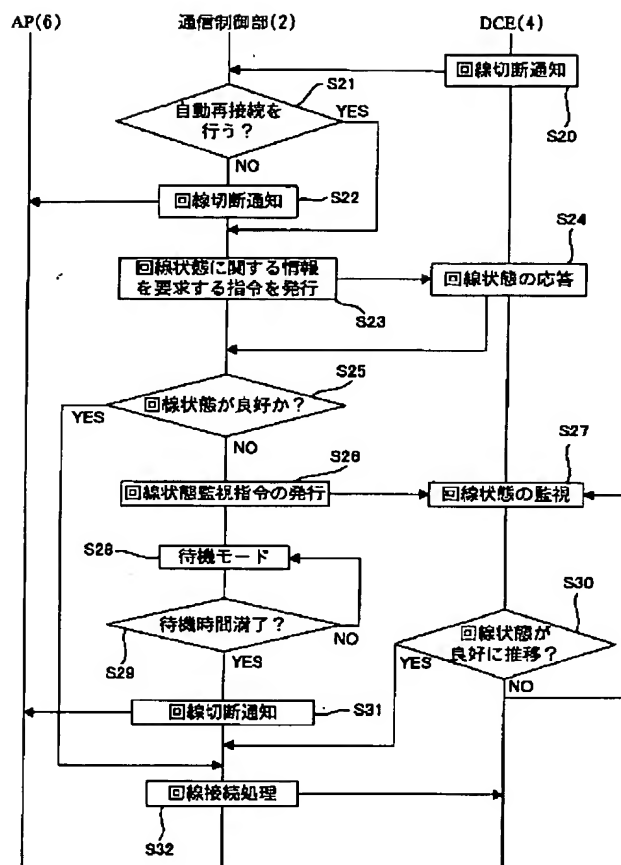 AP(6)
通信制御部(2)
DCE(4)
回線切断通知
S20
S21
自動再接続を
行う？
YES
NO
回線切断通知
S22
回線状態に関する情報
を要求する指令を発行
S23
S24
回線状態の応答
S25
回線状態が良好か？
YES
NO
S26
回線状態監視指令の発行
S27
回線状態の監視
S28
待機モード
待機時間満了？
S29
NO
YES
S30
回線状態が
良好に推移？
YES
NO
回線切断通知
S31
回線接続処理
S32